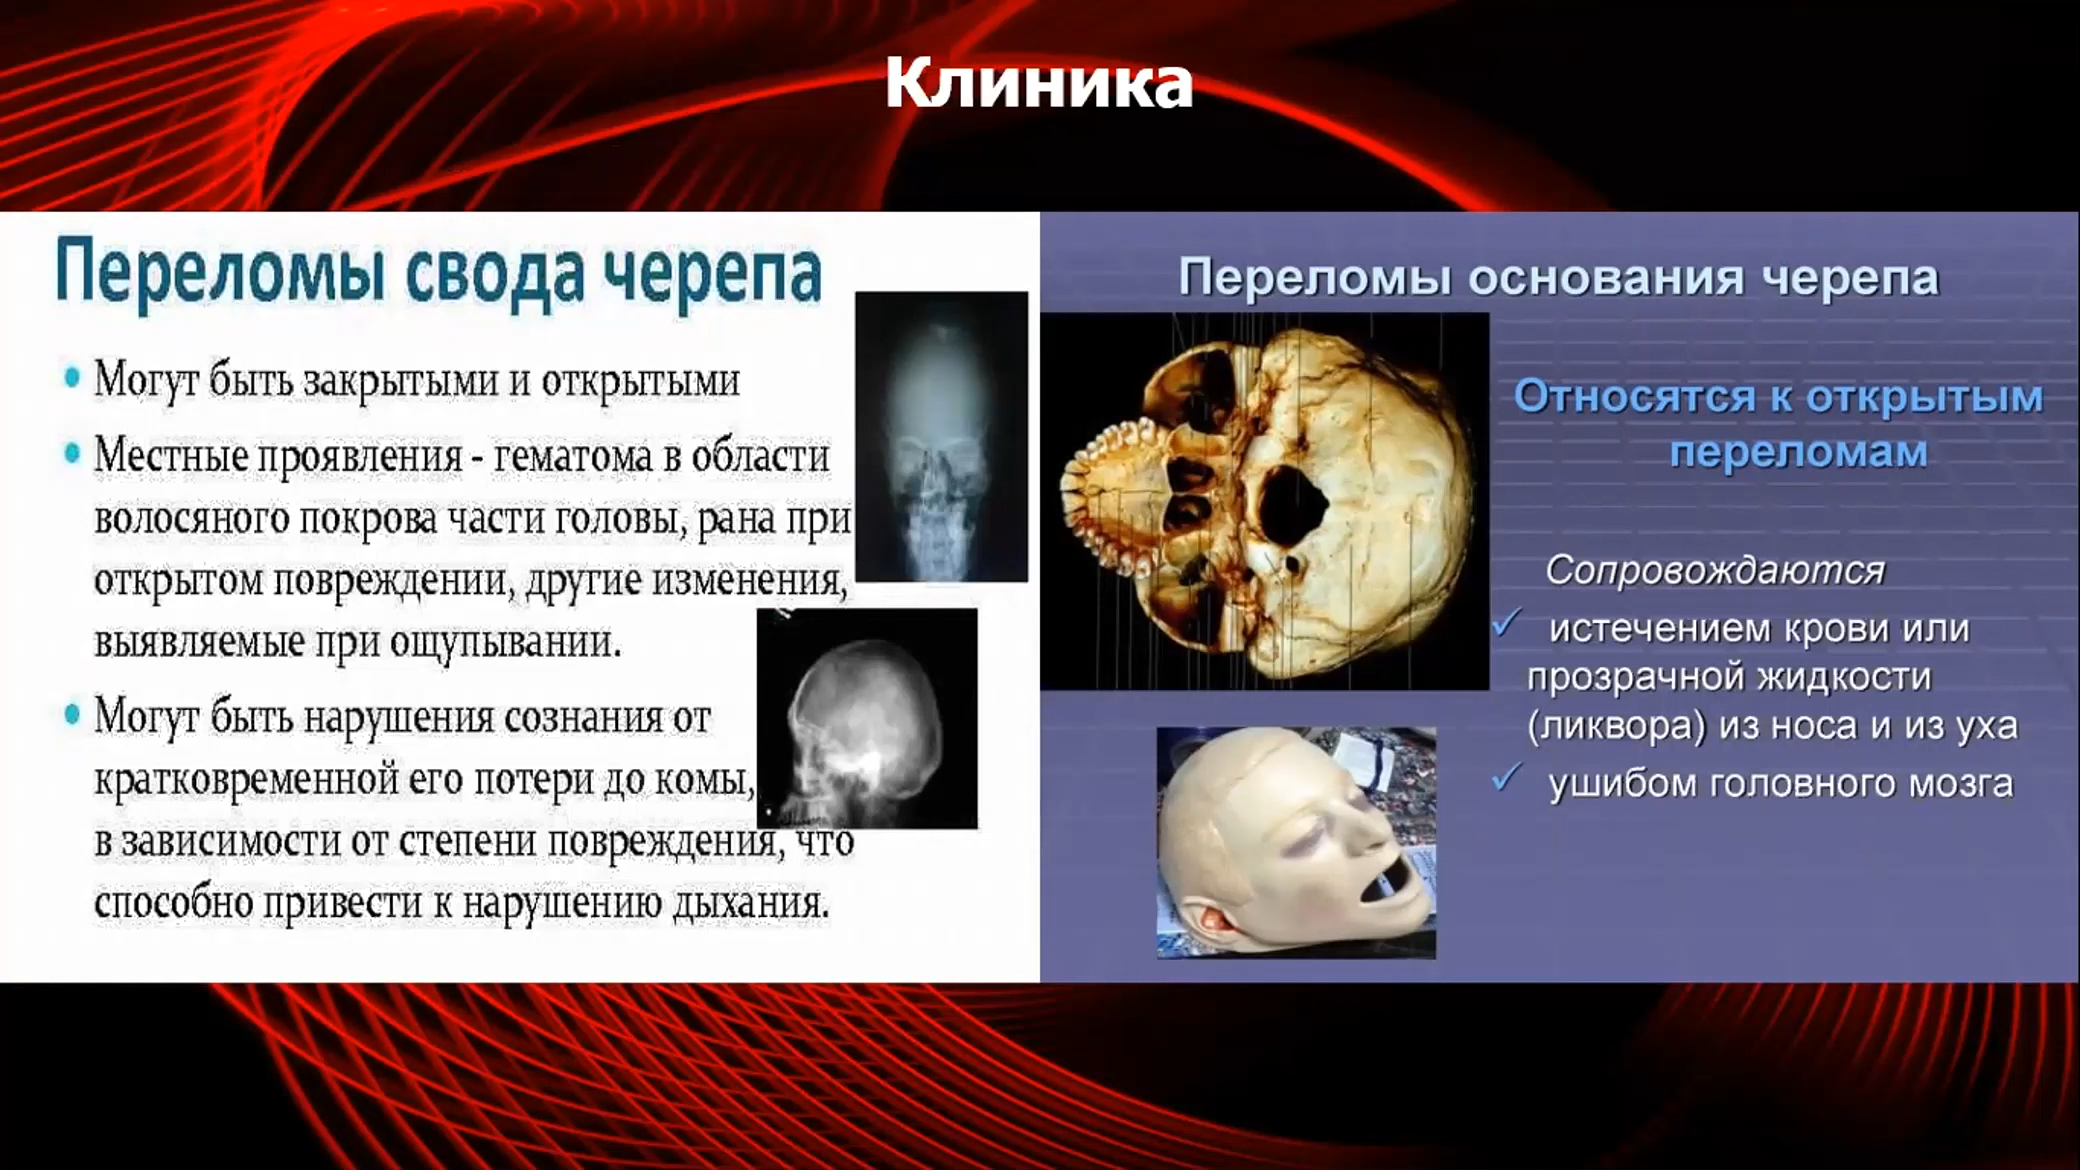 Клиника
Переломы свода черепа
• Могут быть закрытыми и открытыми
• Местные проявления - гематома в области
волосяного покрова части головы, рана при
открытом повреждении, другие изменения,
выявляемые при ощупывании.
• Могут быть нарушения сознания от
кратковременной его потери до комы,
в зависимости от степени повреждения, что
способно привести к нарушению дыхания.
Переломы основания черепа
Относятся к открытым
переломам
Сопровождаются
✓ истечением крови или
прозрачной жидкости
(ликвора) из носа и из уха
✓ ушибом головного мозга